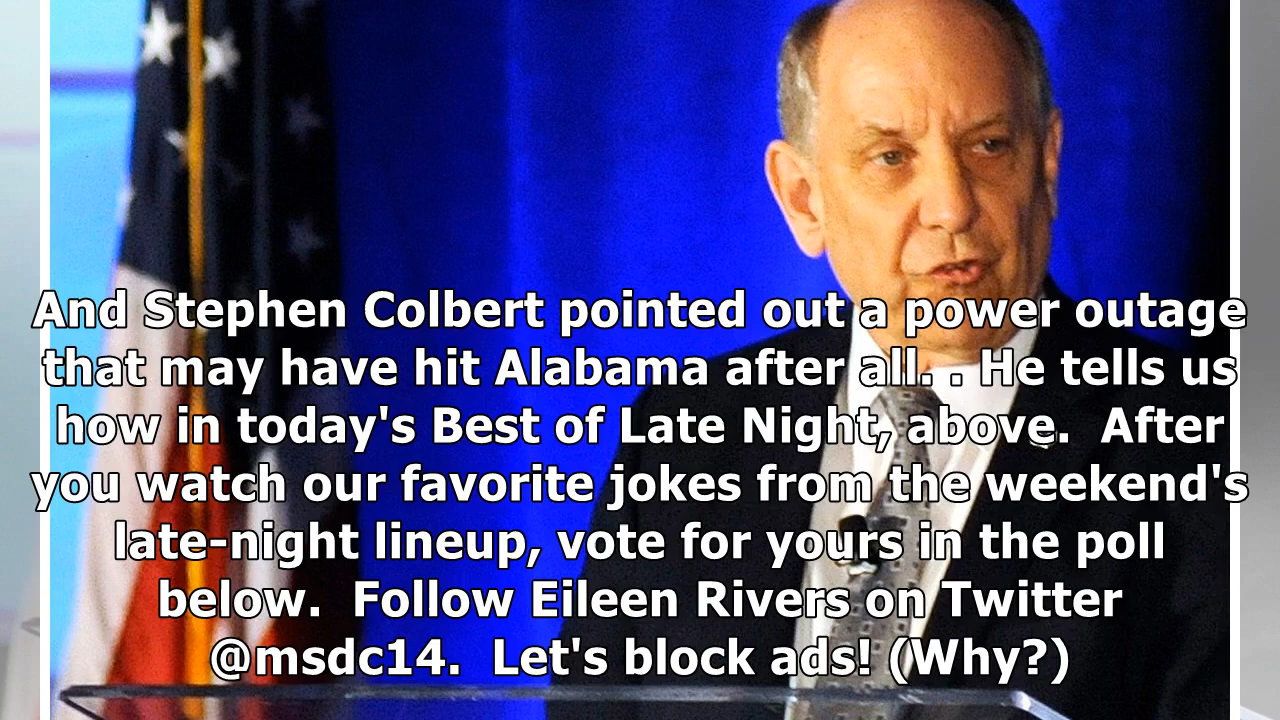 And Stephen Colbert pointed out a power outage
that may have hit Alabama after all. . He tells us
how in today's Best of Late Night, above.  After
you watch our favorite jokes from the weekend's
late-night lineup, vote for yours in the poll
below.  Follow Eileen Rivers on Twitter
@msdc14.  Let's block ads! (Why?)